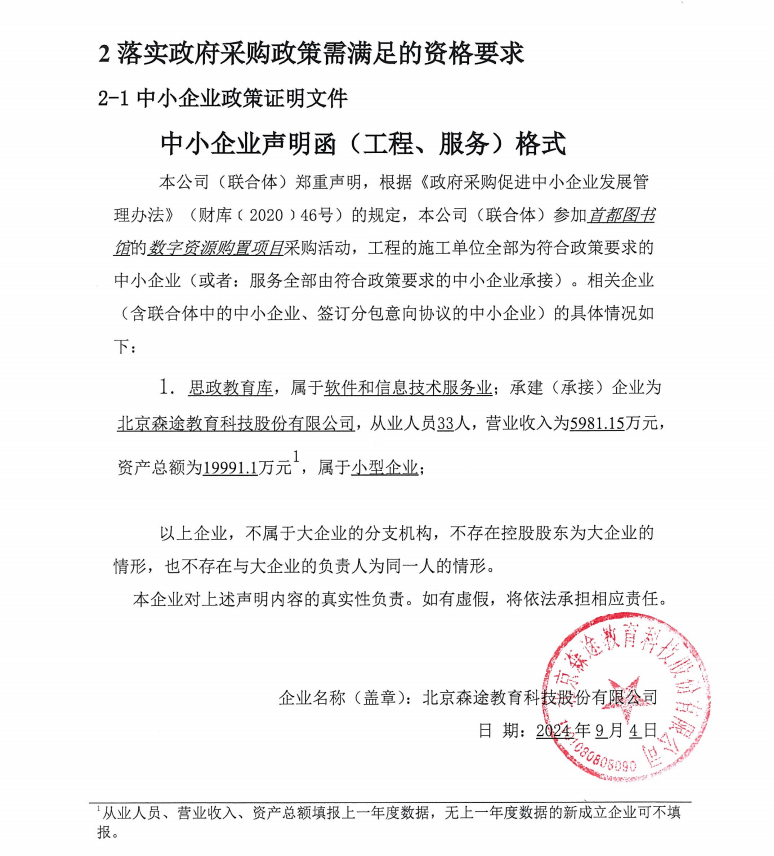 2 落实政府采购政策需满足的资格要求
2-1 中小企业政策证明文件
中小企业声明函（工程、服务）格式
本公司（联合体）郑重声明，根据《政府采购促进中小企业发展管
理办法》（财库﹝2020﹞46号）的规定，本公司（联合体）参加首都图书
馆的数字资源购置项目采购活动，工程的施工单位全部为符合政策要求的
中小企业（或者：服务全部由符合政策要求的中小企业承接）。相关企业
（含联合体中的中小企业、签订分包意向协议的中小企业）的具体情况如
下：
1. 思政教育库，属于软件和信息技术服务业；承建（承接）企业为
北京森途教育科技股份有限公司，从业人员33人，营业收入为5981.15万元，
资产总额为19991.1万元1，属于小型企业；
以上企业，不属于大企业的分支机构，不存在控股股东为大企业的
情形，也不存在与大企业的负责人为同一人的情形。
本企业对上述声明内容的真实性负责。如有虚假，将依法承担相应责任。
企业名称（盖章）：北京森途教育科技股份有限公司
日 期：2024年9月4日
北京森途教育科技股份有限公司
1从业人员、营业收入、资产总额填报上一年度数据，无上一年度数据的新成立企业可不填
报。